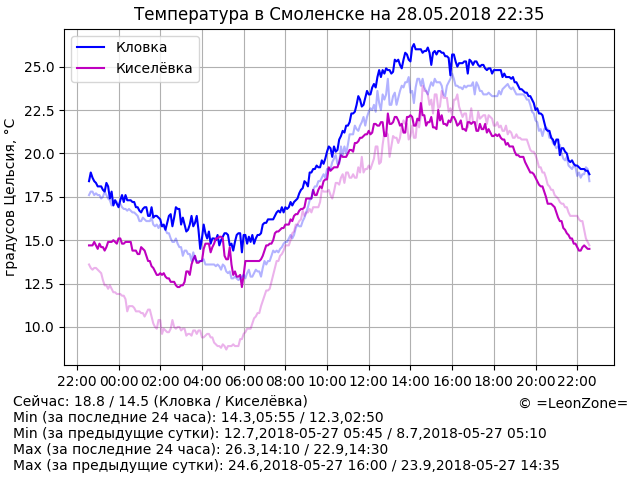 Температура в Смоленске на 28.05.2018 22:35
Кловка
Киселёвка
градусов Цельсия, °C
25.0
22.5
20.0
17.5
15.0
12.5
10.0
22:00 00:00 02:00 04:00 06:00 08:00 10:00 12:00 14:00 16:00 18:00 20:00 22:00
Сейчас: 18.8 / 14.5 (Кловка / Киселёвка)
© =LeonZone=
Min (за последние 24 часа): 14.3,05:55 / 12.3,02:50
Min (за предыдущие сутки): 12.7,2018-05-27 05:45 / 8.7,2018-05-27 05:10
Max (за последние 24 часа): 26.3,14:10 / 22.9,14:30
Max (за предыдущие сутки): 24.6,2018-05-27 16:00 / 23.9,2018-05-27 14:35